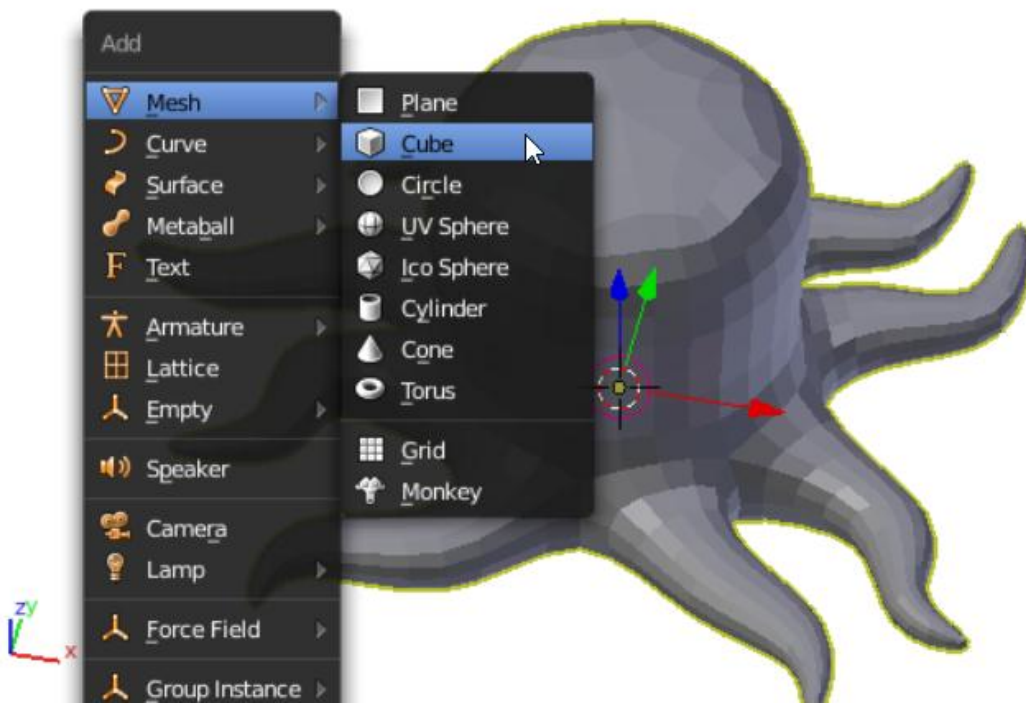 Add
Mesh
Curve
Surface
Metaball
Text
Armature
Lattice
Empty
Speaker
Camera
Lamp
Force Field
Group Instance
Plane
Cube
Circle
UV Sphere
Ico Sphere
Cylinder
Cone
Torus
Grid
Monkey
zy
x